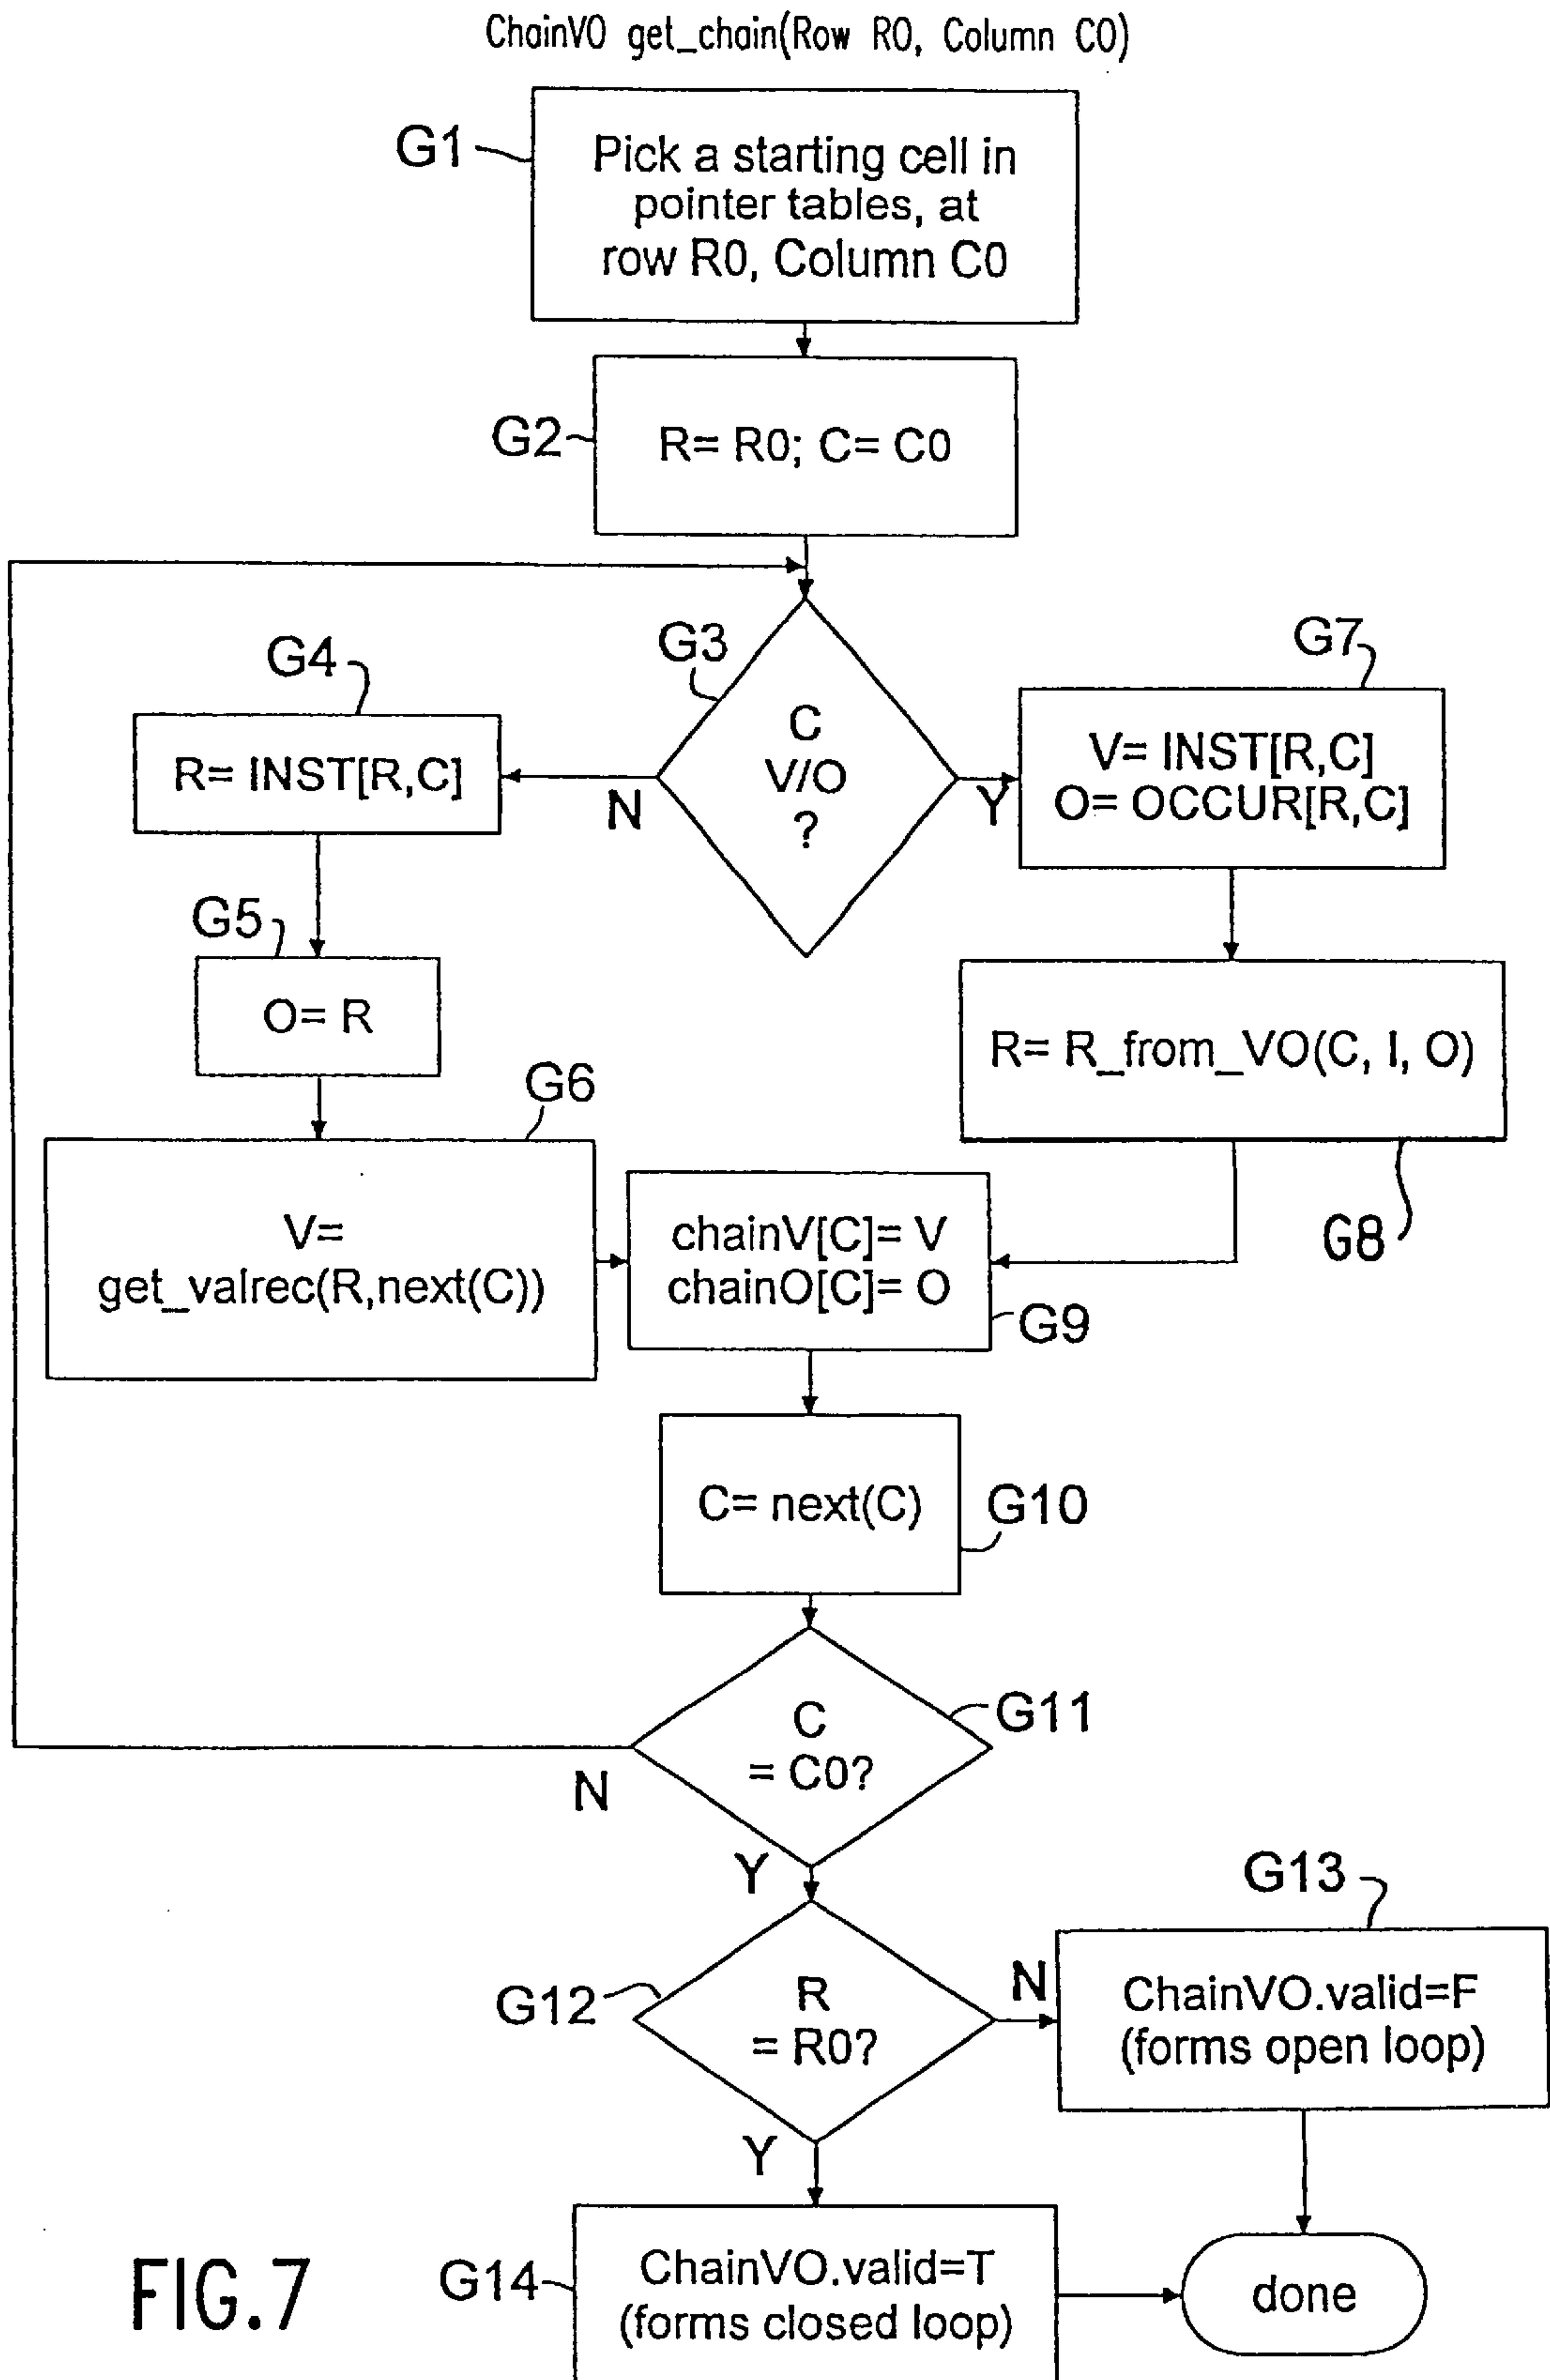 ChainVO get_chain(Row R0, Column C0)
G1
Pick a starting cell in
pointer tables, at
row R0, Column C0
G2
R= R0; C= C0
G3
C
V/O
?
N
Y
G4
R= INST[R,C]
G5
O= R
G6
V=
get_valrec(R,next(C))
G7
V= INST[R,C]
O= OCCUR[R,C]
R= R_from_VO(C, I, O)
G8
chainV[C]= V
chainO[C]= O
G9
C= next(C)
G10
C
= C0?
G11
N
Y
G12
R
= R0?
N
Y
G13
ChainVO.valid=F
(forms open loop)
G14
ChainVO.valid=T
(forms closed loop)
done
FIG.7